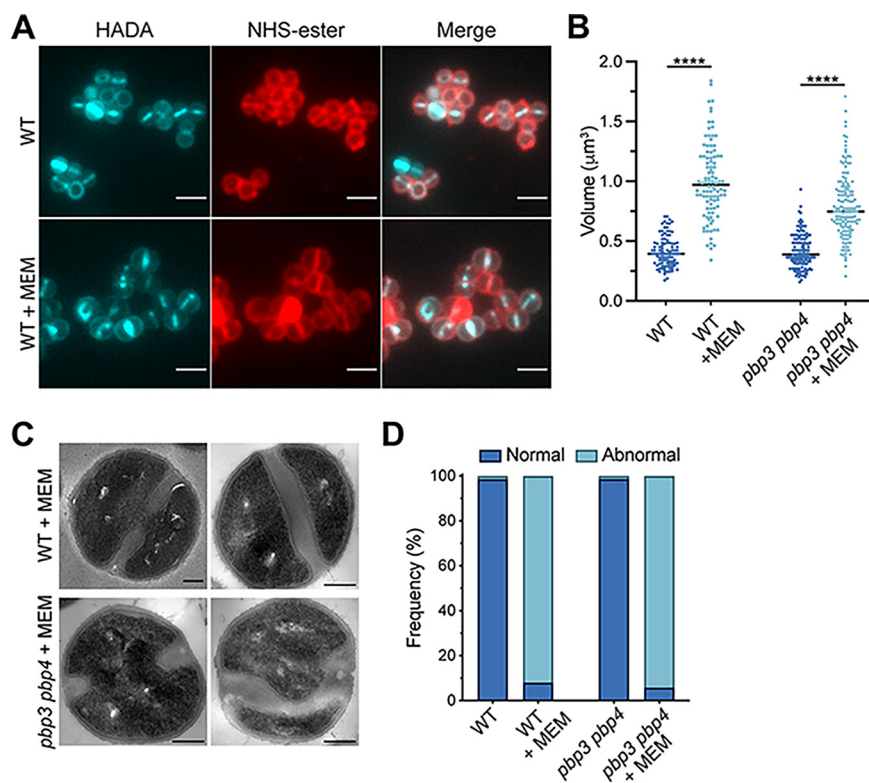 A
HADA
NHS-ester
Merge
WT
WT + MEM
B
****
****
2.0
1.5
1.0
0.5
0.0
Volume (µm³)
WT
WT
+MEM
pbp3 pbp4
pbp3 pbp4
+ MEM
C
WT + MEM
pbp3 pbp4 + MEM
D
Normal
Abnormal
100
80
60
40
20
0
Frequency (%)
WT
WT
+ MEM
pbp3 pbp4
pbp3 pbp4
+ MEM